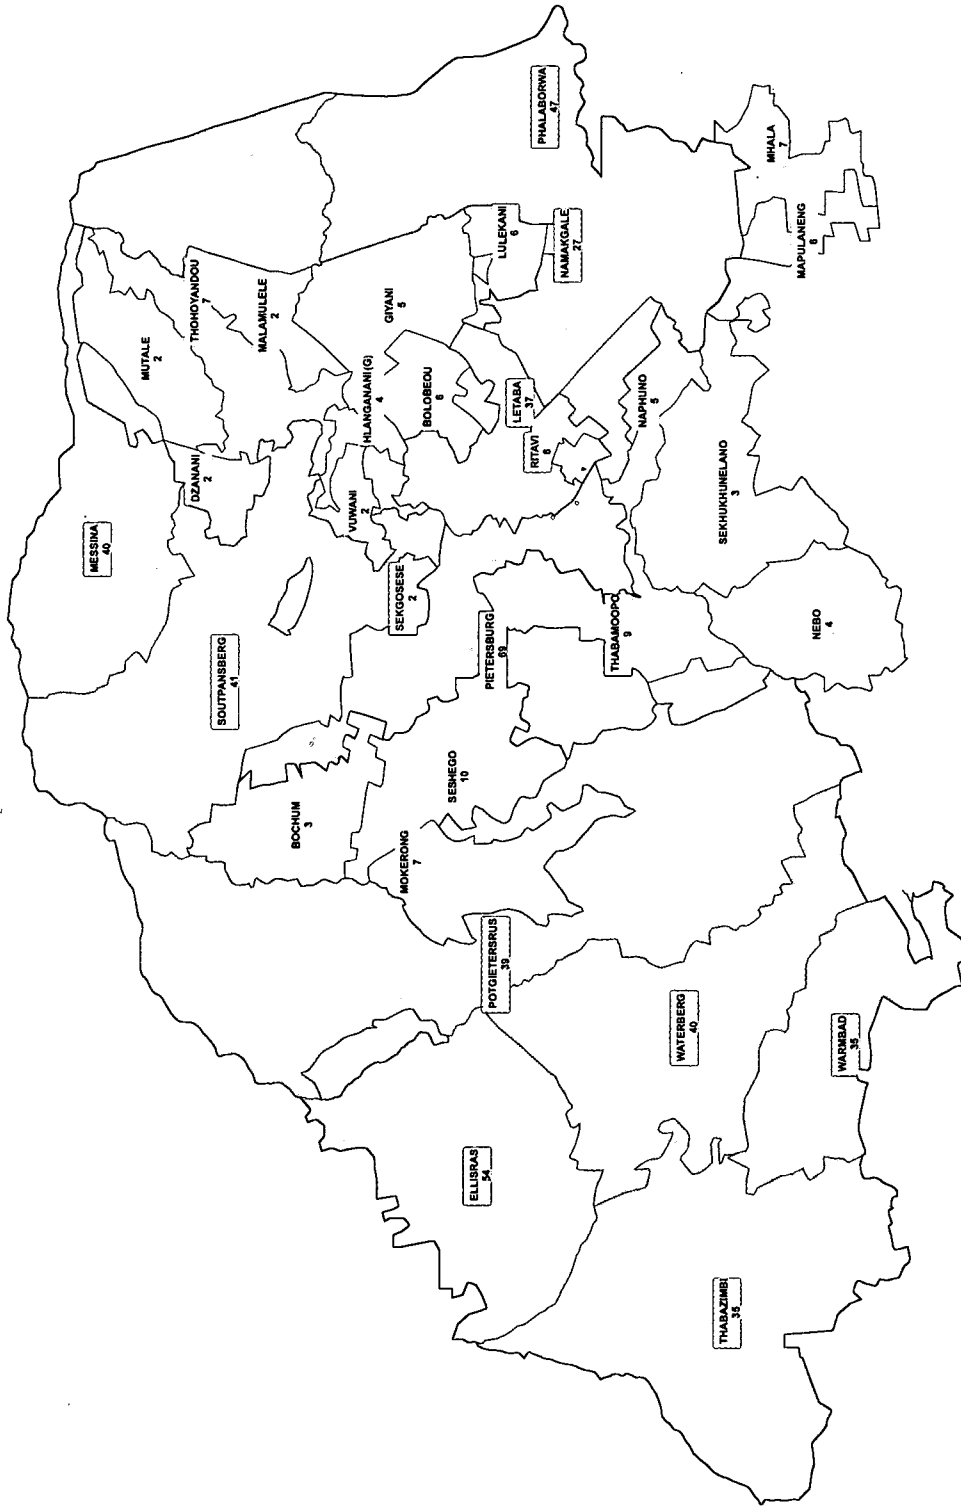 MESSINA
40
SOUTPANSBERG
41
DZANANI
2
MUTALE
2
THOHOYANDOU
7
MALAMULELE
2
VUWANI
2
HLANGANANI (G)
4
GIYANI
5
BOLOBEOU
6
SEKGOSESE
2
BOCHUM
3
MOKERONG
7
SESHEGO
10
PIETERSBURG
69
LETABA
37
RITAVI
6
LULEKANI
6
NAMAKGALE
27
PHALABORWA
47
POTGIETERSRUS
39
ELLISRAS
54
THABAMOOPO
9
NAPHUNO
5
SEKHUKHUNELAND
3
NEBO
4
MAPULANENG
6
MHALA
7
WATERBERG
40
WARMBAD
35
THABAZIMBI
35